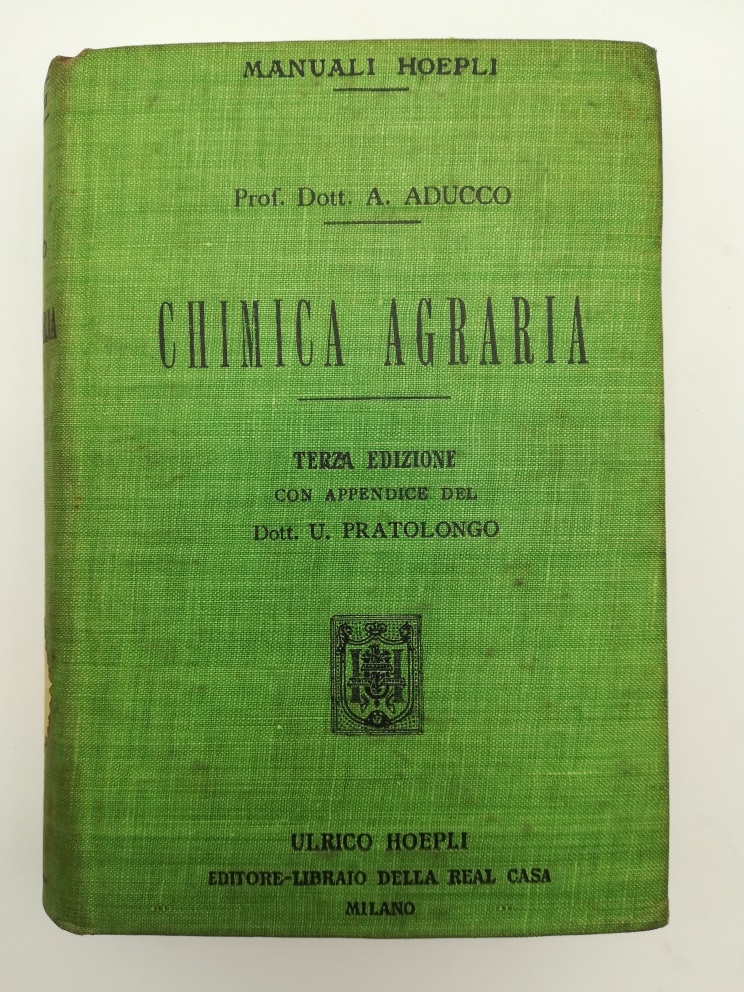 MANUALI HOEPLI
Prof. Dott. A. ADUCCO
CHIMICA AGRARIA
TERZA EDIZIONE
CON APPENDICE DEL
Dott. U. PRATOLONGO
ULRICO HOEPLI
EDITORE-LIBRAIO DELLA REAL CASA
MILANO